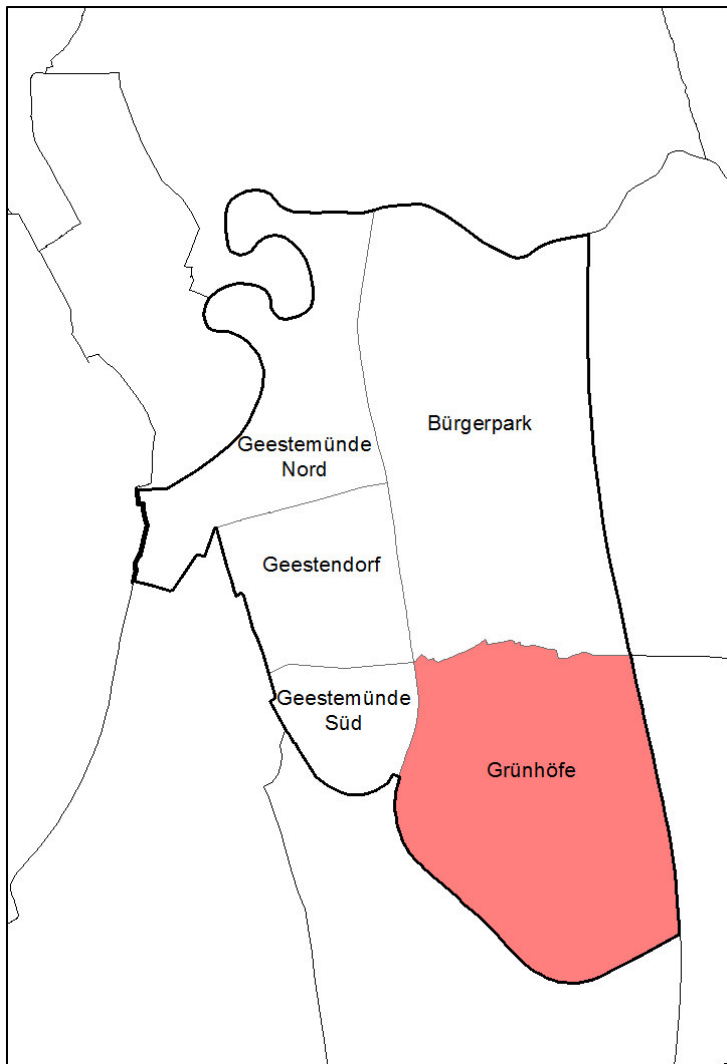 Bürgerpark
Geestemünde
Nord
Geestendorf
Geestemünde
Süd
Grünhöfe